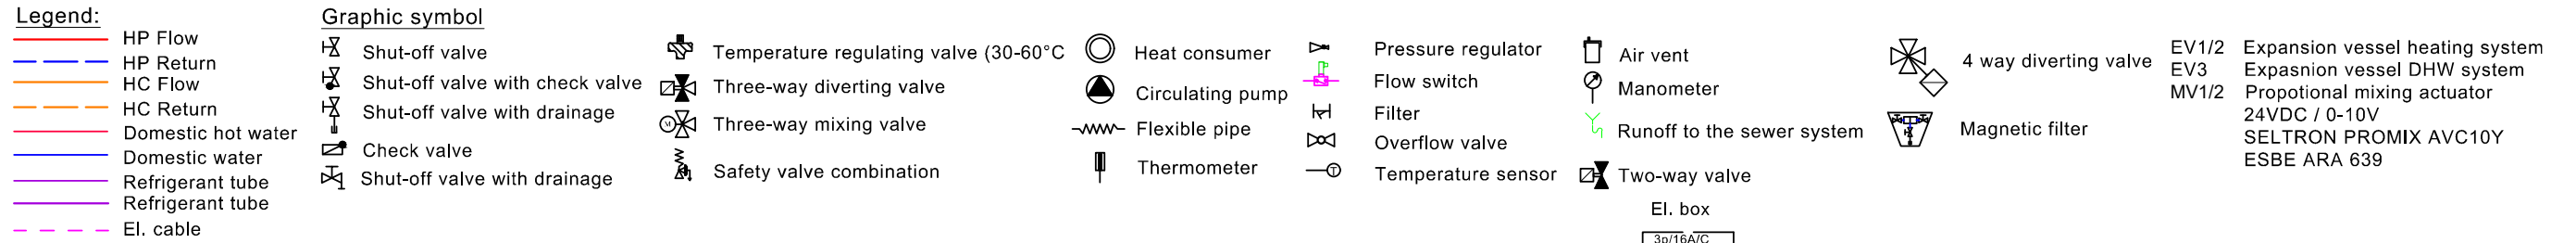 Legend:
HP Flow
HP Return
HC Flow
HC Return
Domestic hot water
Domestic water
Refrigerant tube
Refrigerant tube
El. cable
Graphic symbol
Shut-off valve
Shut-off valve with check valve
Shut-off valve with drainage
Check valve
Shut-off valve with drainage
Temperature regulating valve (30-60°C
Three-way diverting valve
M
Three-way mixing valve
Safety valve combination
Heat consumer
Circulating pump
Flexible pipe
Thermometer
Pressure regulator
Flow switch
Filter
Overflow valve
T
Temperature sensor
Air vent
Manometer
Runoff to the sewer system
Two-way valve
El. box
3p/16A/C
4 way diverting valve
Magnetic filter
EV1/2 Expansion vessel heating system
EV3 Expasnion vessel DHW system
MV1/2 Propotional mixing actuator
24VDC / 0-10V
SELTRON PROMIX AVC10Y
ESBE ARA 639